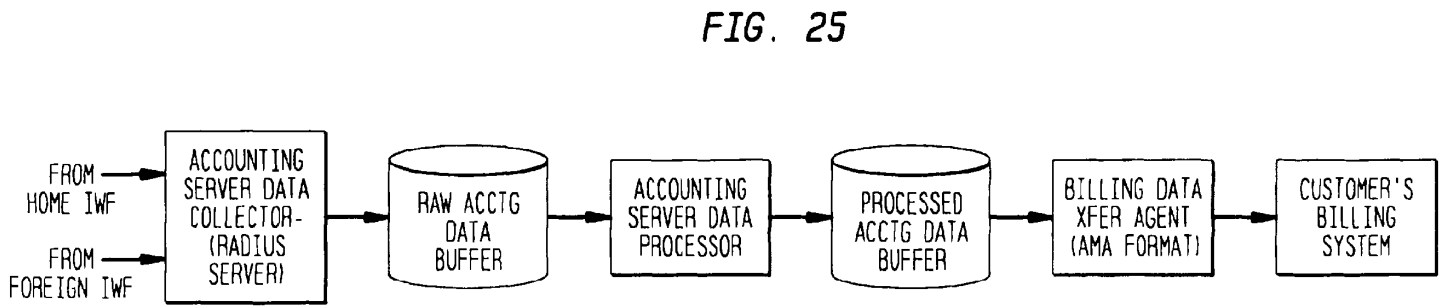 FIG. 25
FROM
HOME IWF
FROM
FOREIGN IWF
ACCOUNTING
SERVER DATA
COLLECTOR-
(RADIUS
SERVER)
RAW ACCTG
DATA
BUFFER
ACCOUNTING
SERVER DATA
PROCESSOR
PROCESSED
ACCTG DATA
BUFFER
BILLING DATA
XFER AGENT
(AMA FORMAT)
CUSTOMER'S
BILLING
SYSTEM